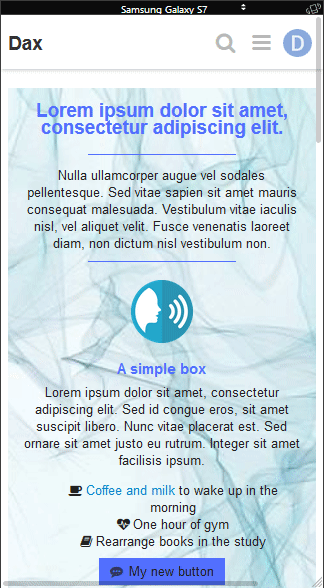 Samsung Galaxy S7
Dax
D
Lorem ipsum dolor sit amet,
consectetur adipiscing elit.
Nulla ullamcorper augue vel sodales
pellentesque. Sed vitae sapien sit amet mauris
consequat malesuada. Vestibulum vitae iaculis
nisl, vel aliquet velit. Fusce venenatis laoreet
diam, non dictum nisl vestibulum non.
A simple box
Lorem ipsum dolor sit amet, consectetur
adipiscing elit. Sed id congue eros, sit amet
suscipit libero. Nunc vitae placerat est. Sed
ornare sit amet justo eu rutrum. Integer sit amet
facilisis ipsum.
Coffee and milk to wake up in the
morning
One hour of gym
Rearrange books in the study
My new button